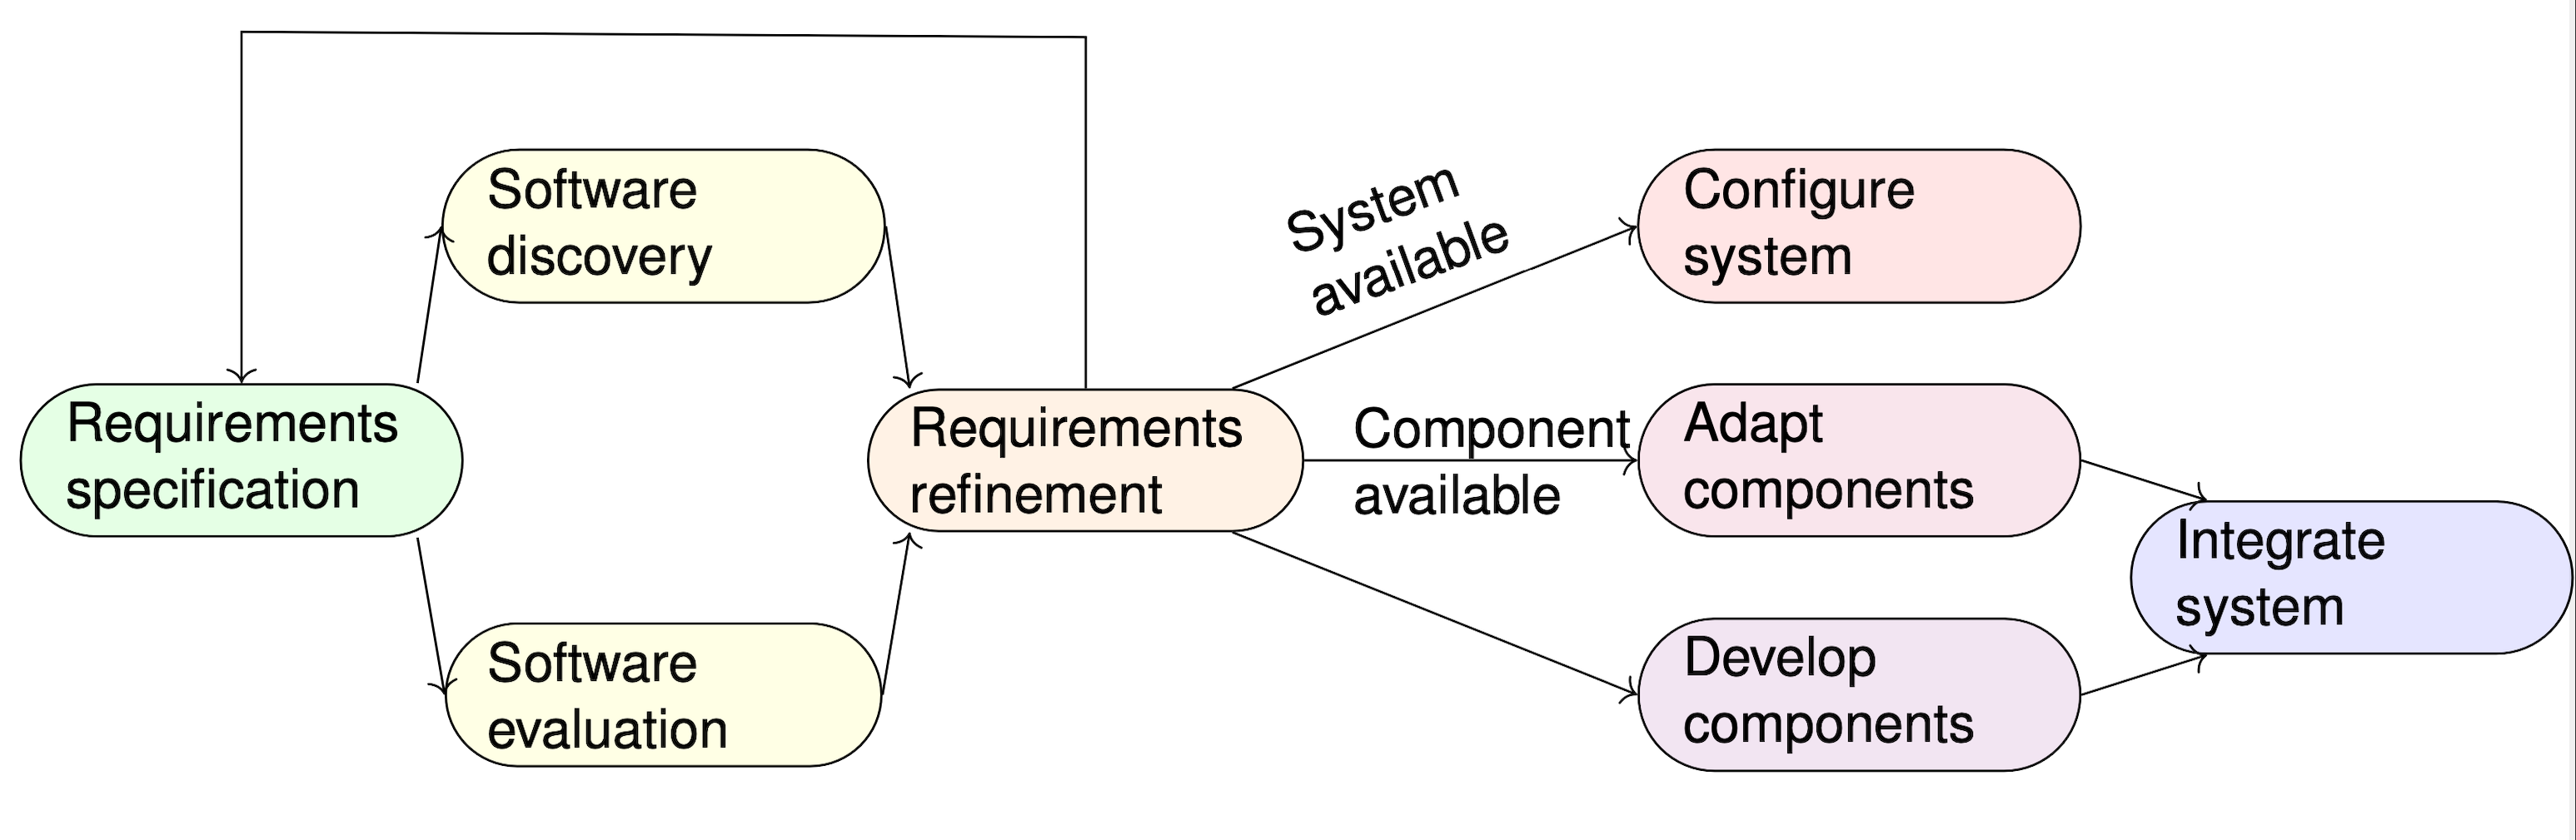 Software
discovery
Requirements
specification
Software
evaluation
Requirements
refinement
System
available
Component
available
Configure
system
Adapt
components
Develop
components
Integrate
system